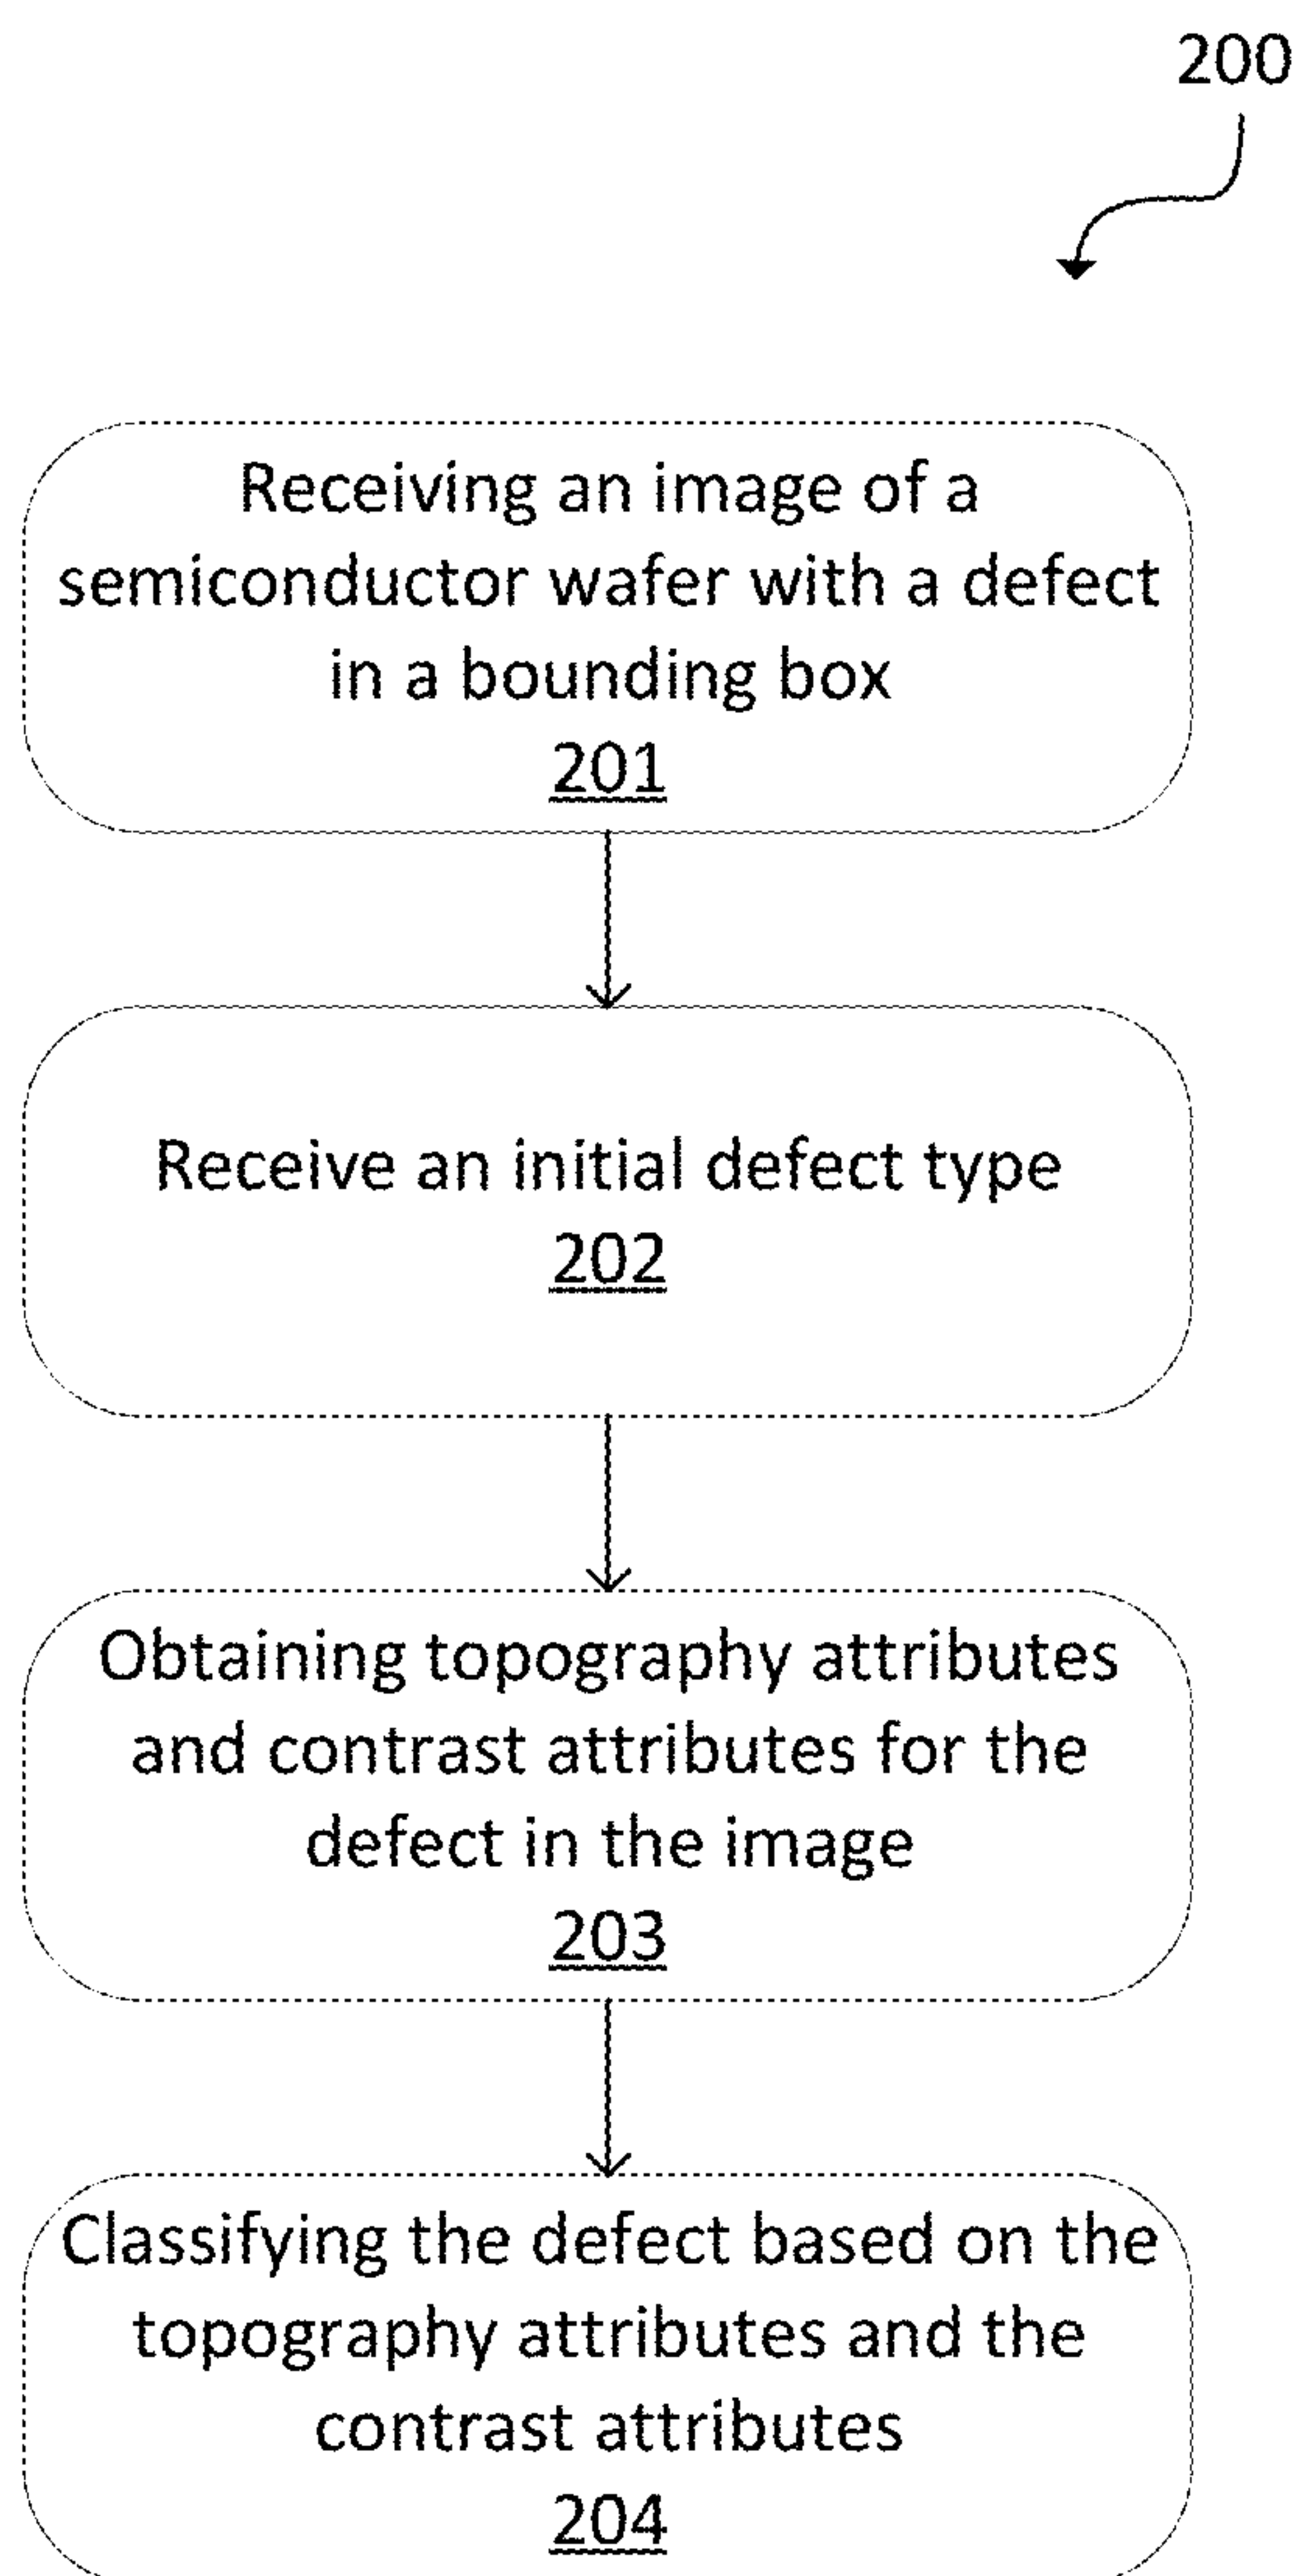 200
Receiving an image of a
semiconductor wafer with a defect
in a bounding box
201
Receive an initial defect type
202
Obtaining topography attributes
and contrast attributes for the
defect in the image
203
Classifying the defect based on the
topography attributes and the
contrast attributes
204